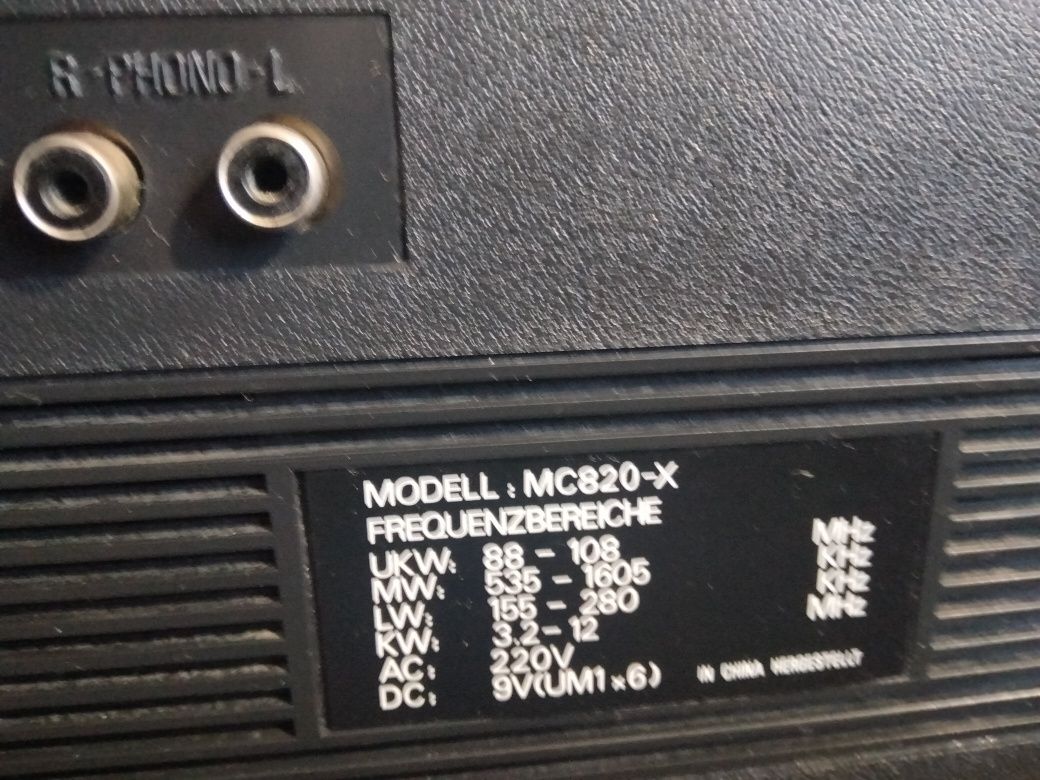 R-PHONO-L
MODELL: MC820-X
FREQUENZBEREICHE
UKW: 88 - 108 MHz
MW: 535 - 1605 KHz
LW: 155 - 280 KHz
KW: 3.2 - 12 MHz
AC: 220V
DC: 9V(UM1×6) IN CHINA HERGESTELLT